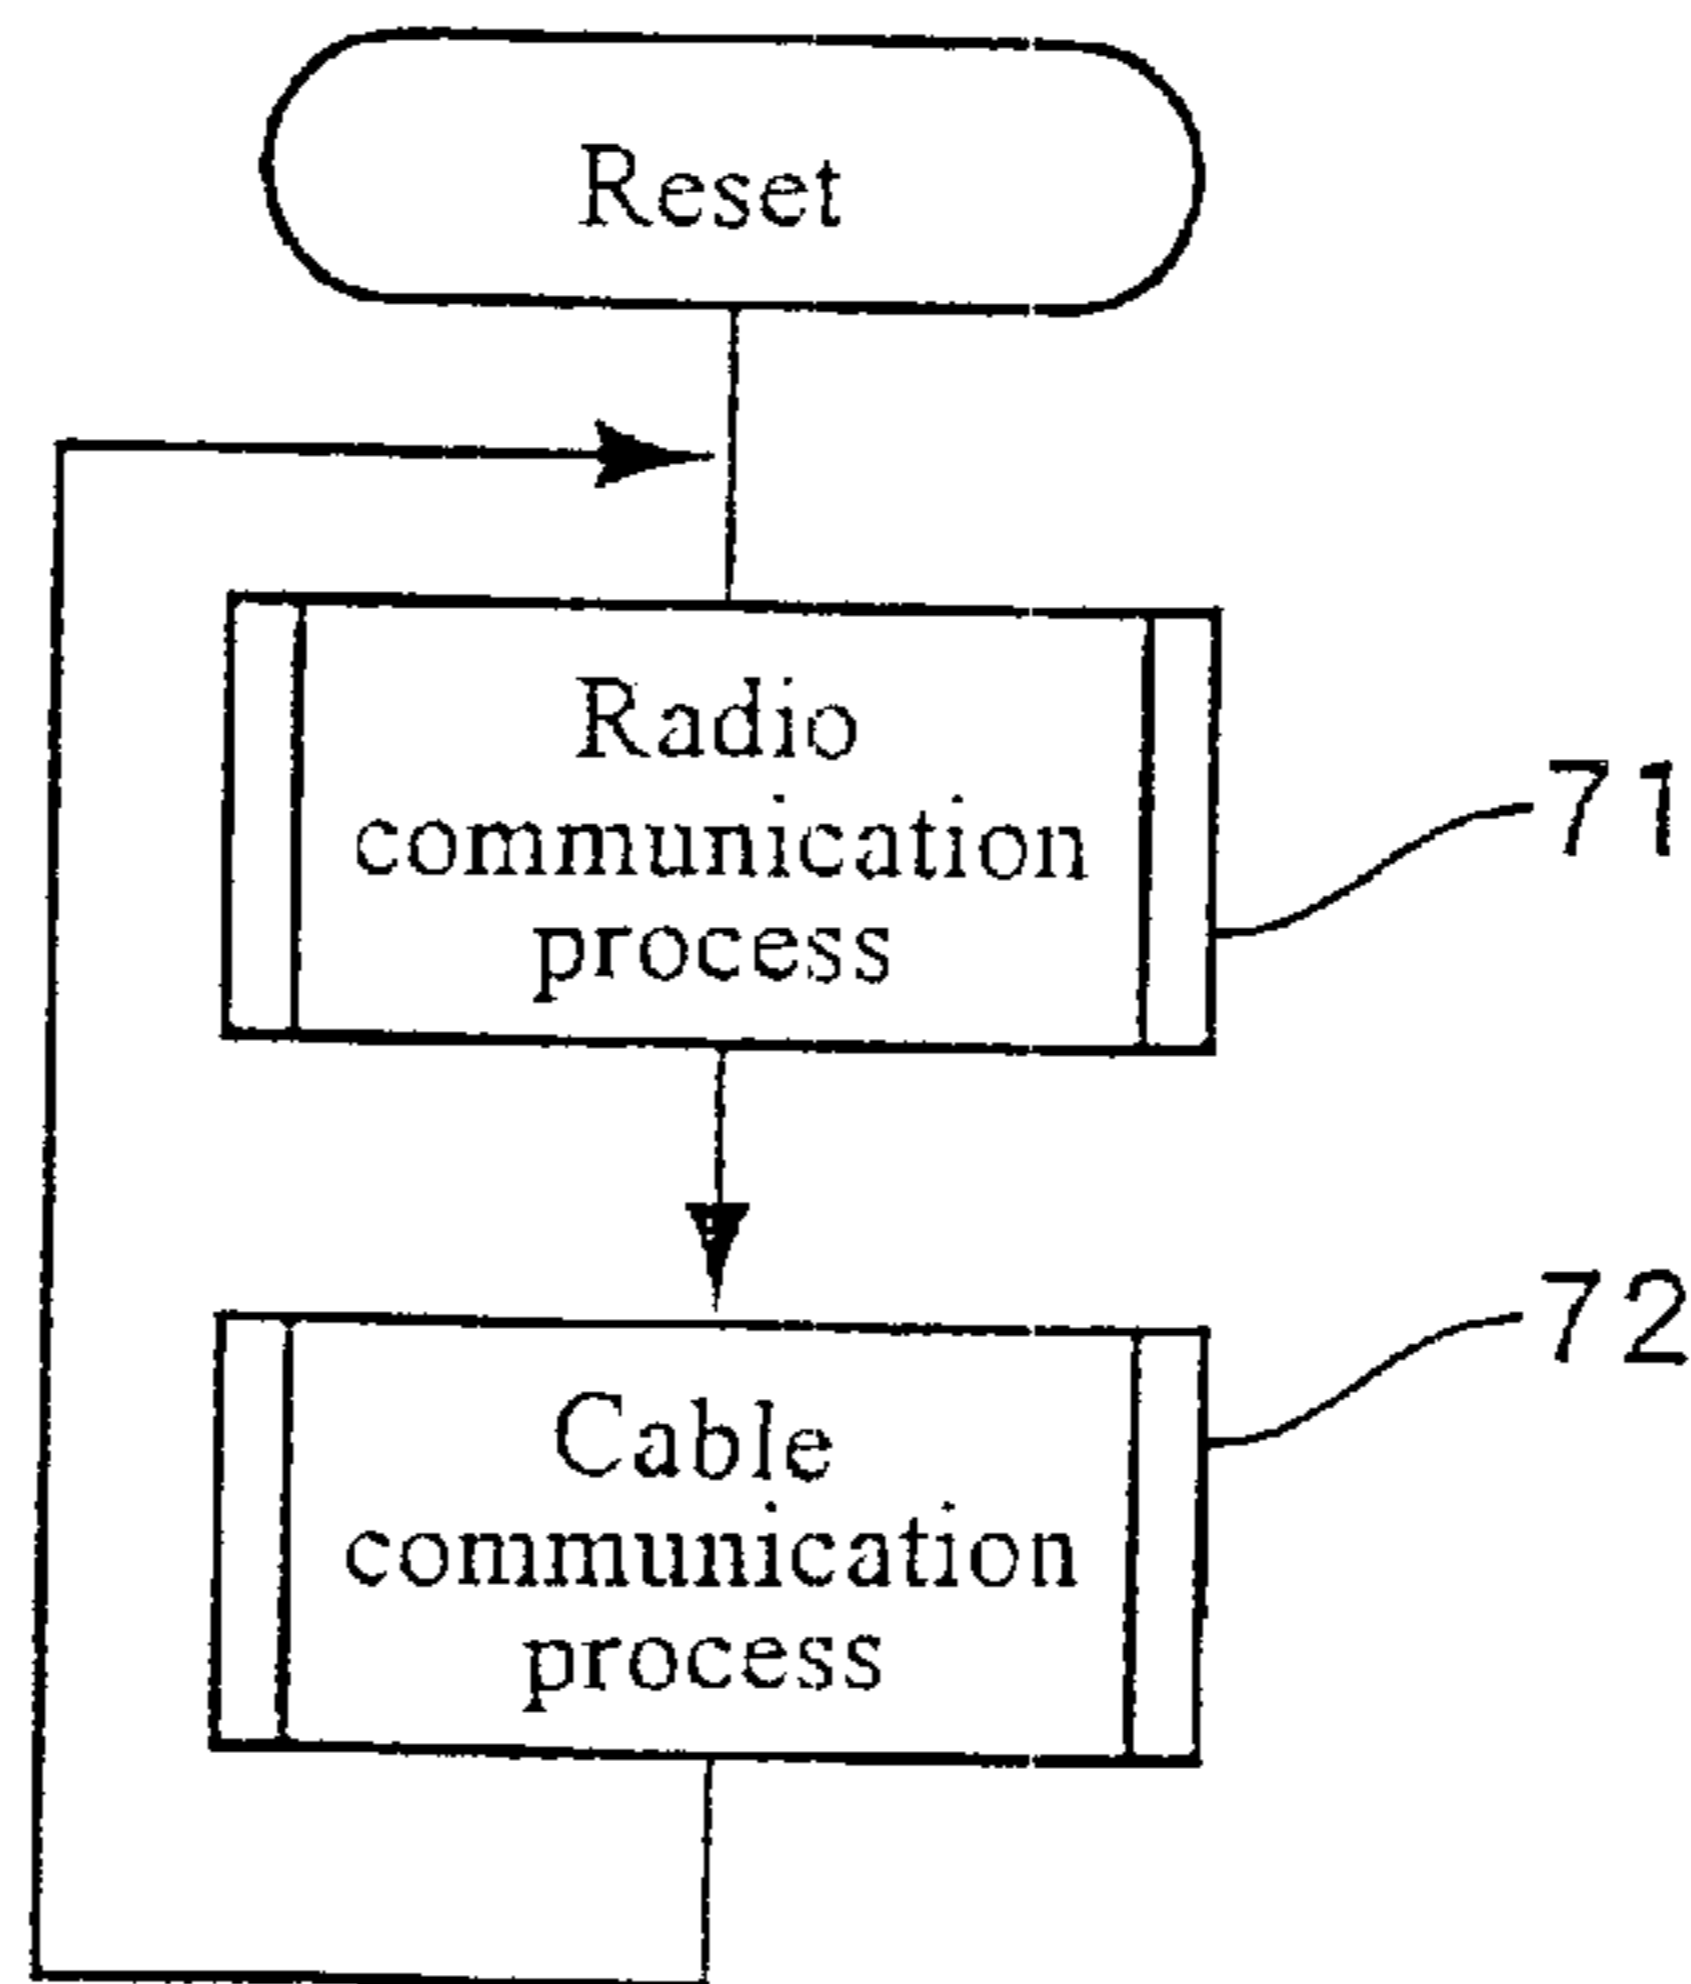 Reset
Radio
communication
process
71
72
Cable
communication
process